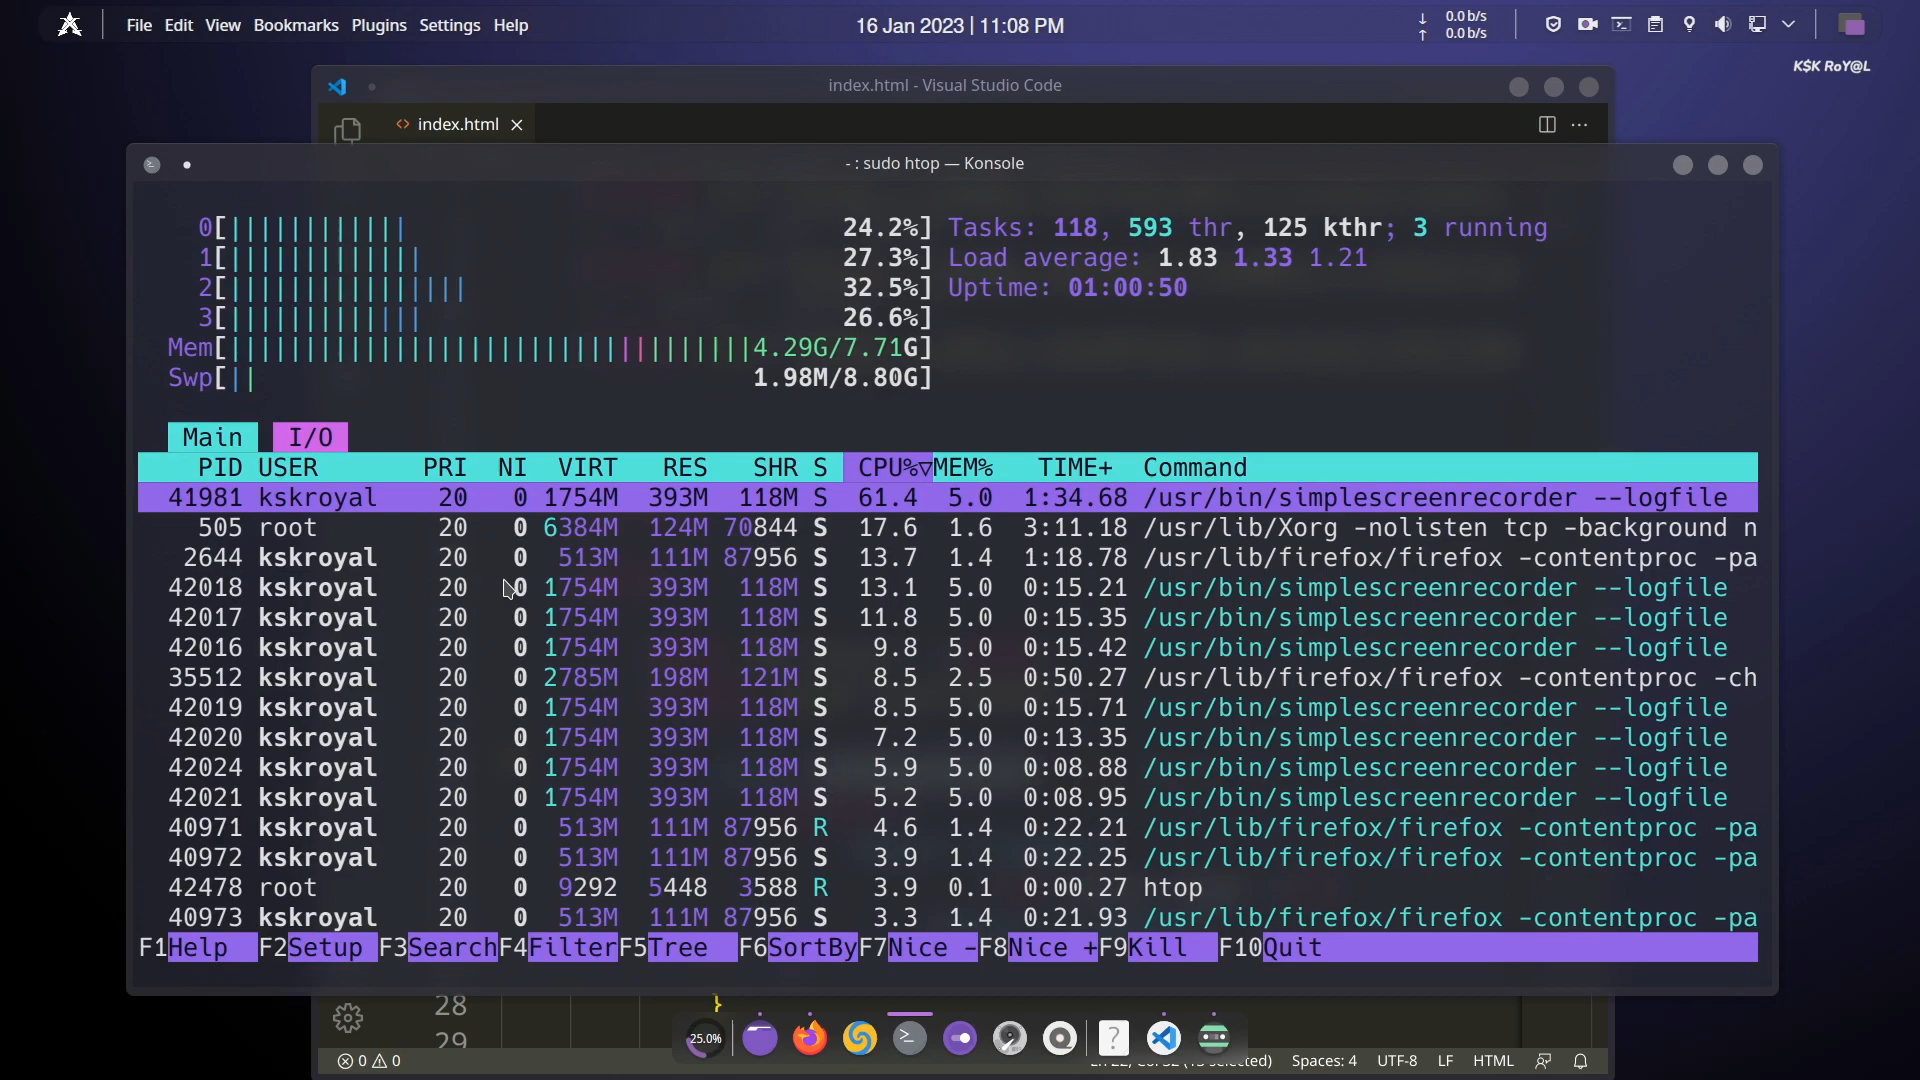 File Edit View Bookmarks Plugins Settings Help
16 Jan 2023 | 11:08 PM
↓ 0.0 b/s
↑ 0.0 b/s
K$K RoY@L
index.html - Visual Studio Code
<> index.html ×
- : sudo htop — Konsole
0[||||||||||||24.2%] Tasks: 118, 593 thr, 125 kthr; 3 running
1[|||||||||||||27.3%] Load average: 1.83 1.33 1.21
2[||||||||||||||||32.5%] Uptime: 01:00:50
3[|||||||||||||26.6%]
Mem[|||||||||||||||||||||||||||||||||||4.29G/7.71G]
Swp[||1.98M/8.80G]
Main I/O
PID USER PRI NI VIRT RES SHR S CPU%▽MEM% TIME+ Command
41981 kskroyal 20 0 1754M 393M 118M S 61.4 5.0 1:34.68 /usr/bin/simplescreenrecorder --logfile
505 root 20 0 6384M 124M 70844 S 17.6 1.6 3:11.18 /usr/lib/Xorg -nolisten tcp -background n
2644 kskroyal 20 0 513M 111M 87956 S 13.7 1.4 1:18.78 /usr/lib/firefox/firefox -contentproc -pa
42018 kskroyal 20 0 1754M 393M 118M S 13.1 5.0 0:15.21 /usr/bin/simplescreenrecorder --logfile
42017 kskroyal 20 0 1754M 393M 118M S 11.8 5.0 0:15.35 /usr/bin/simplescreenrecorder --logfile
42016 kskroyal 20 0 1754M 393M 118M S 9.8 5.0 0:15.42 /usr/bin/simplescreenrecorder --logfile
35512 kskroyal 20 0 2785M 198M 121M S 8.5 2.5 0:50.27 /usr/lib/firefox/firefox -contentproc -ch
42019 kskroyal 20 0 1754M 393M 118M S 8.5 5.0 0:15.71 /usr/bin/simplescreenrecorder --logfile
42020 kskroyal 20 0 1754M 393M 118M S 7.2 5.0 0:13.35 /usr/bin/simplescreenrecorder --logfile
42024 kskroyal 20 0 1754M 393M 118M S 5.9 5.0 0:08.88 /usr/bin/simplescreenrecorder --logfile
42021 kskroyal 20 0 1754M 393M 118M S 5.2 5.0 0:08.95 /usr/bin/simplescreenrecorder --logfile
40971 kskroyal 20 0 513M 111M 87956 R 4.6 1.4 0:22.21 /usr/lib/firefox/firefox -contentproc -pa
40972 kskroyal 20 0 513M 111M 87956 S 3.9 1.4 0:22.25 /usr/lib/firefox/firefox -contentproc -pa
42478 root 20 0 9292 5448 3588 R 3.9 0.1 0:00.27 htop
40973 kskroyal 20 0 513M 111M 87956 S 3.3 1.4 0:21.93 /usr/lib/firefox/firefox -contentproc -pa
F1Help F2Setup F3SearchF4FilterF5Tree F6SortByF7Nice -F8Nice +F9Kill F10Quit
28 }
29
25.0%
0 0 Spaces: 4 UTF-8 LF HTML